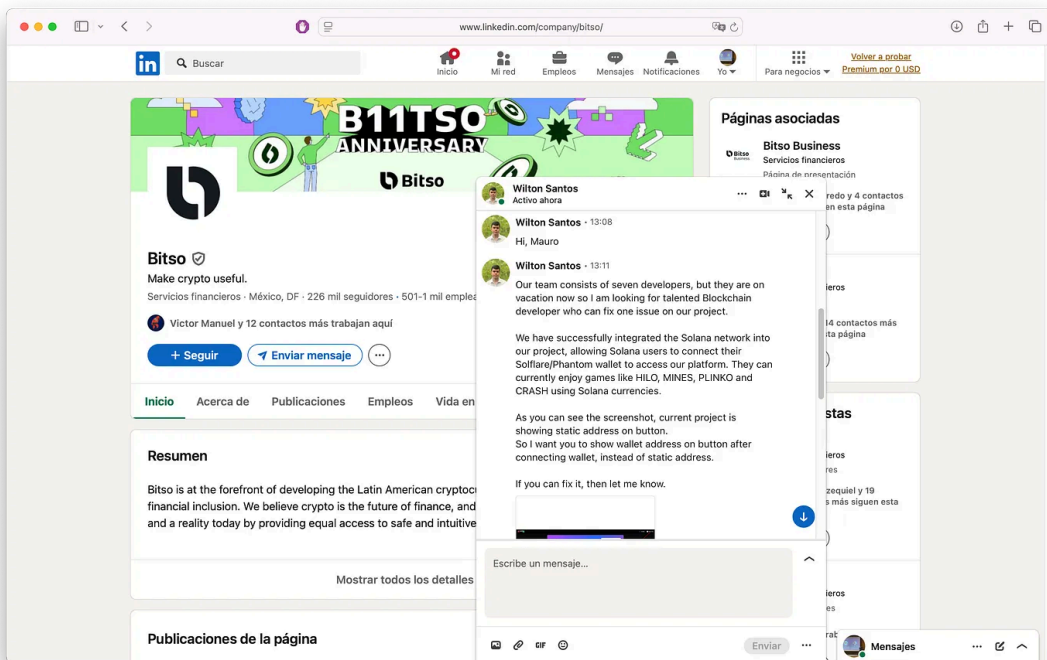 www.linkedin.com/company/bitso/
in
Buscar
Inicio
Mi red
Empleos
Mensajes
Notificaciones
Yo
Para negocios
Volver a probar
Premium por 0 USD
B11TSO
ANNIVERSARY
Bitso
Bitso
Make crypto useful.
Servicios financieros · México, DF · 226 mil seguidores · 501-1 mil emplea
Victor Manuel y 12 contactos más trabajan aquí
+ Seguir
Enviar mensaje
Inicio
Acerca de
Publicaciones
Empleos
Vida en
Resumen
Bitso is at the forefront of developing the Latin American cryptocu
financial inclusion. We believe crypto is the future of finance, and
and a reality today by providing equal access to safe and intuitive
Mostrar todos los detalles
Publicaciones de la página
Páginas asociadas
Bitso
Business
Bitso Business
Servicios financieros
Página de presentación
redo y 4 contactos
en esta página
ieros
14 contactos más
sta página
stas
ieros
res
zequiel y 19
s más siguen esta
ieros
es
Wilton Santos
Activo ahora
Wilton Santos · 13:08
Hi, Mauro
Wilton Santos · 13:11
Our team consists of seven developers, but they are on
vacation now so I am looking for talented Blockchain
developer who can fix one issue on our project.
We have successfully integrated the Solana network into
our project, allowing Solana users to connect their
Solflare/Phantom wallet to access our platform. They can
currently enjoy games like HILO, MINES, PLINKO and
CRASH using Solana currencies.
As you can see the screenshot, current project is
showing static address on button.
So I want you to show wallet address on button after
connecting wallet, instead of static address.
If you can fix it, then let me know.
Escribe un mensaje...
GIF
Enviar
Mensajes